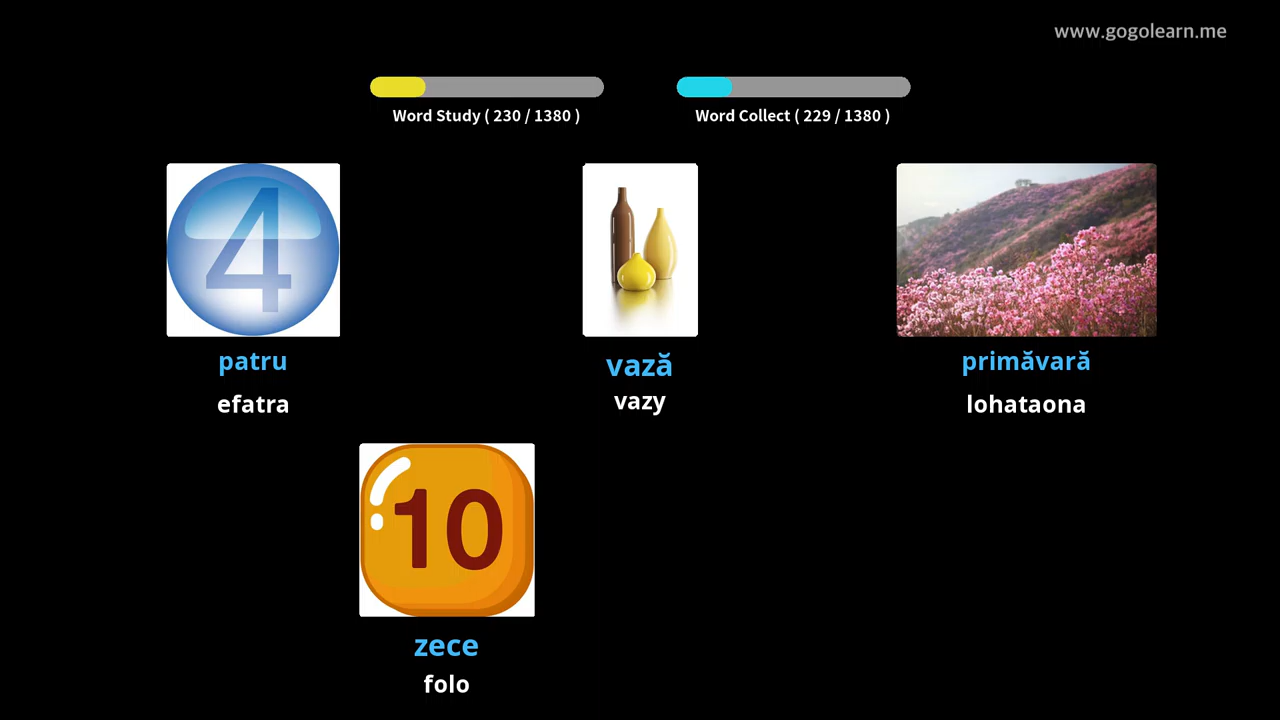 www.gogolearn.me
Word Study ( 230 / 1380 )
Word Collect ( 229 / 1380 )
4
patru
efatra
vază
vazy
primăvară
lohataona
10
zece
folo